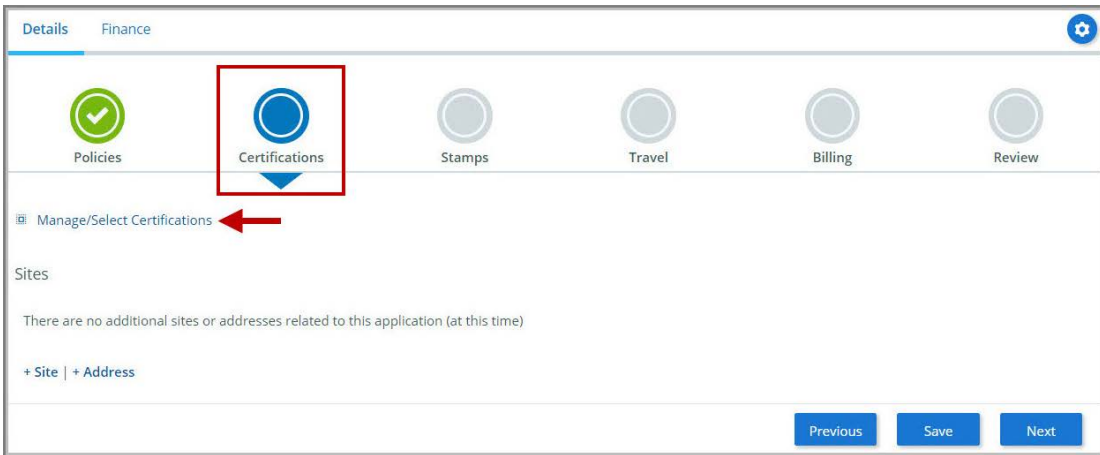 Details Finance
Policies Certifications Stamps Travel Billing Review
Manage/Select Certifications
Sites
There are no additional sites or addresses related to this application (at this time)
+ Site | + Address
Previous Save Next